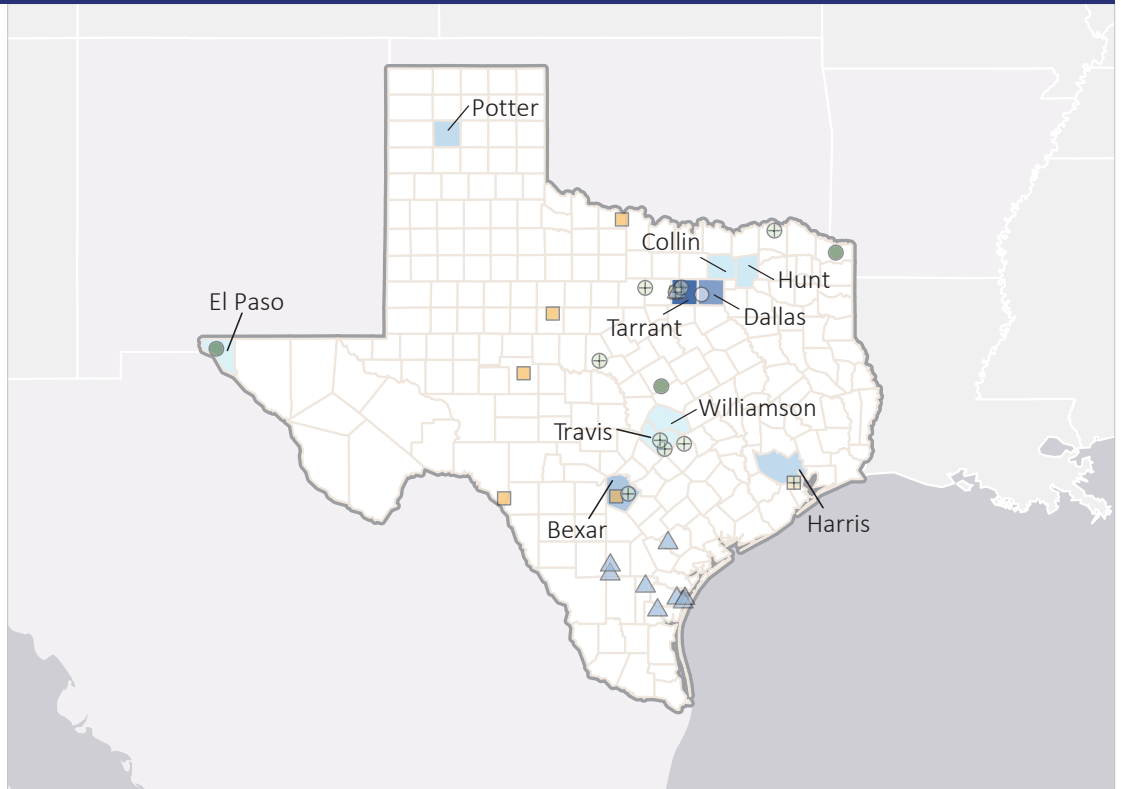 Potter
Collin
Hunt
El Paso
Dallas
Tarrant
Williamson
Travis
Bexar
Harris